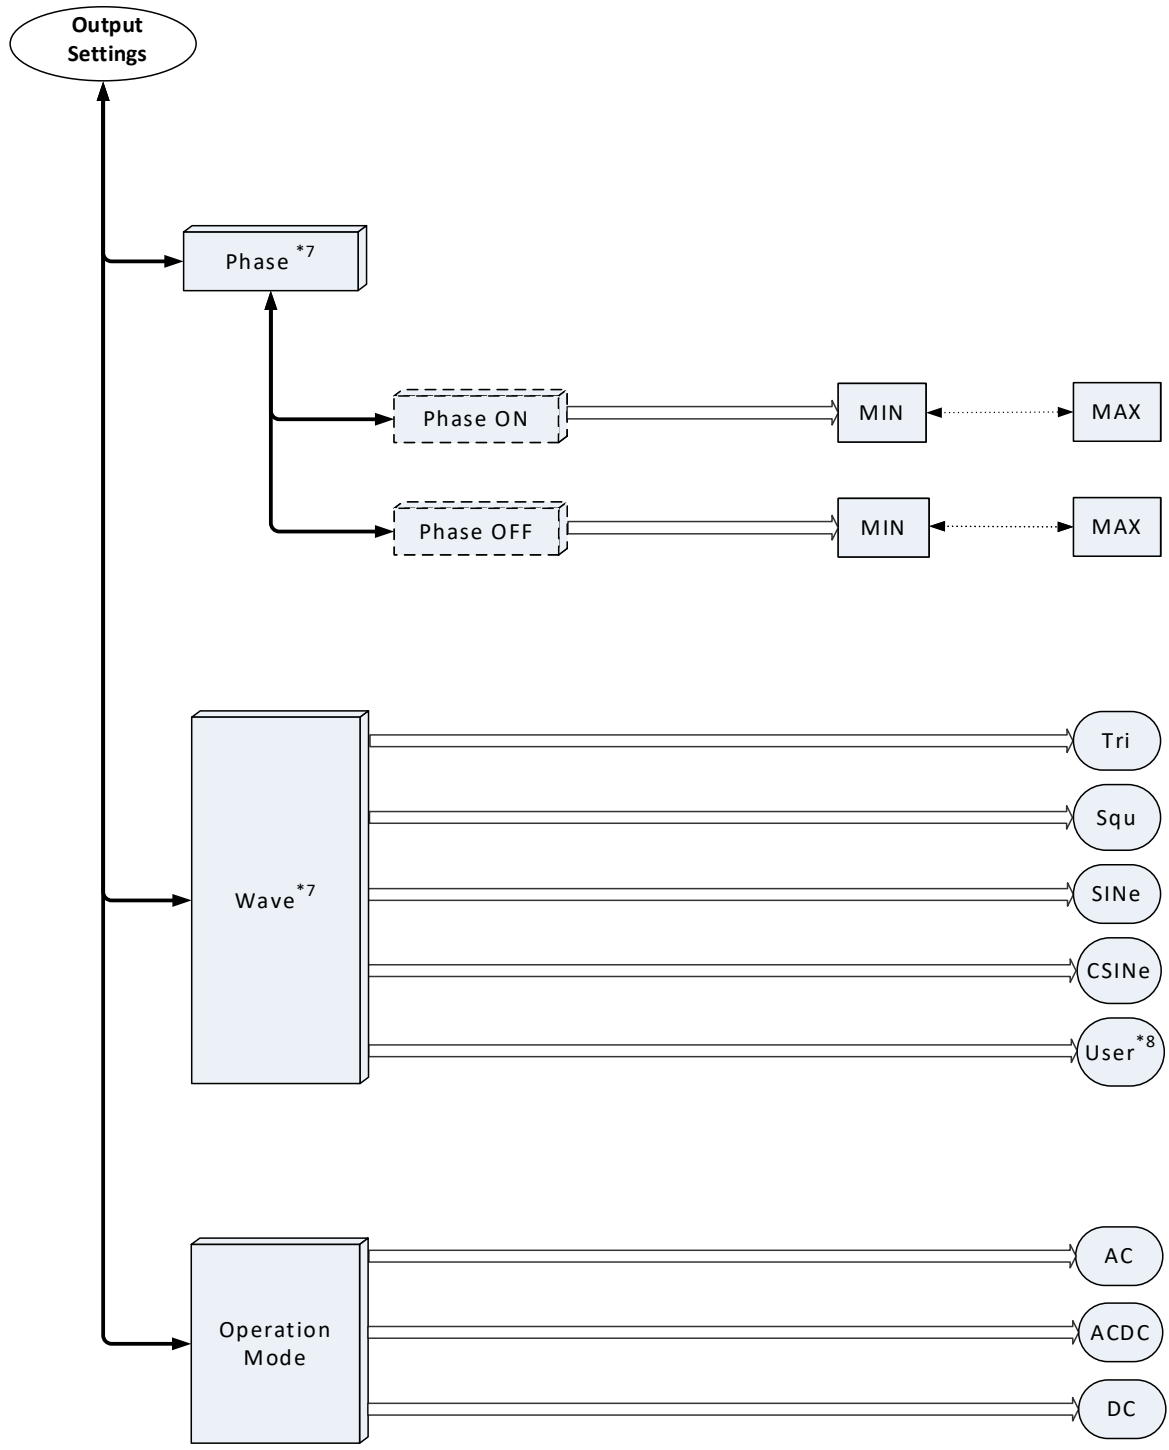 Output
Settings
Phase *7
Phase ON
MIN
MAX
Phase OFF
MIN
MAX
Wave*7
Tri
Squ
SINe
CSINe
User*8
Operation
Mode
AC
ACDC
DC